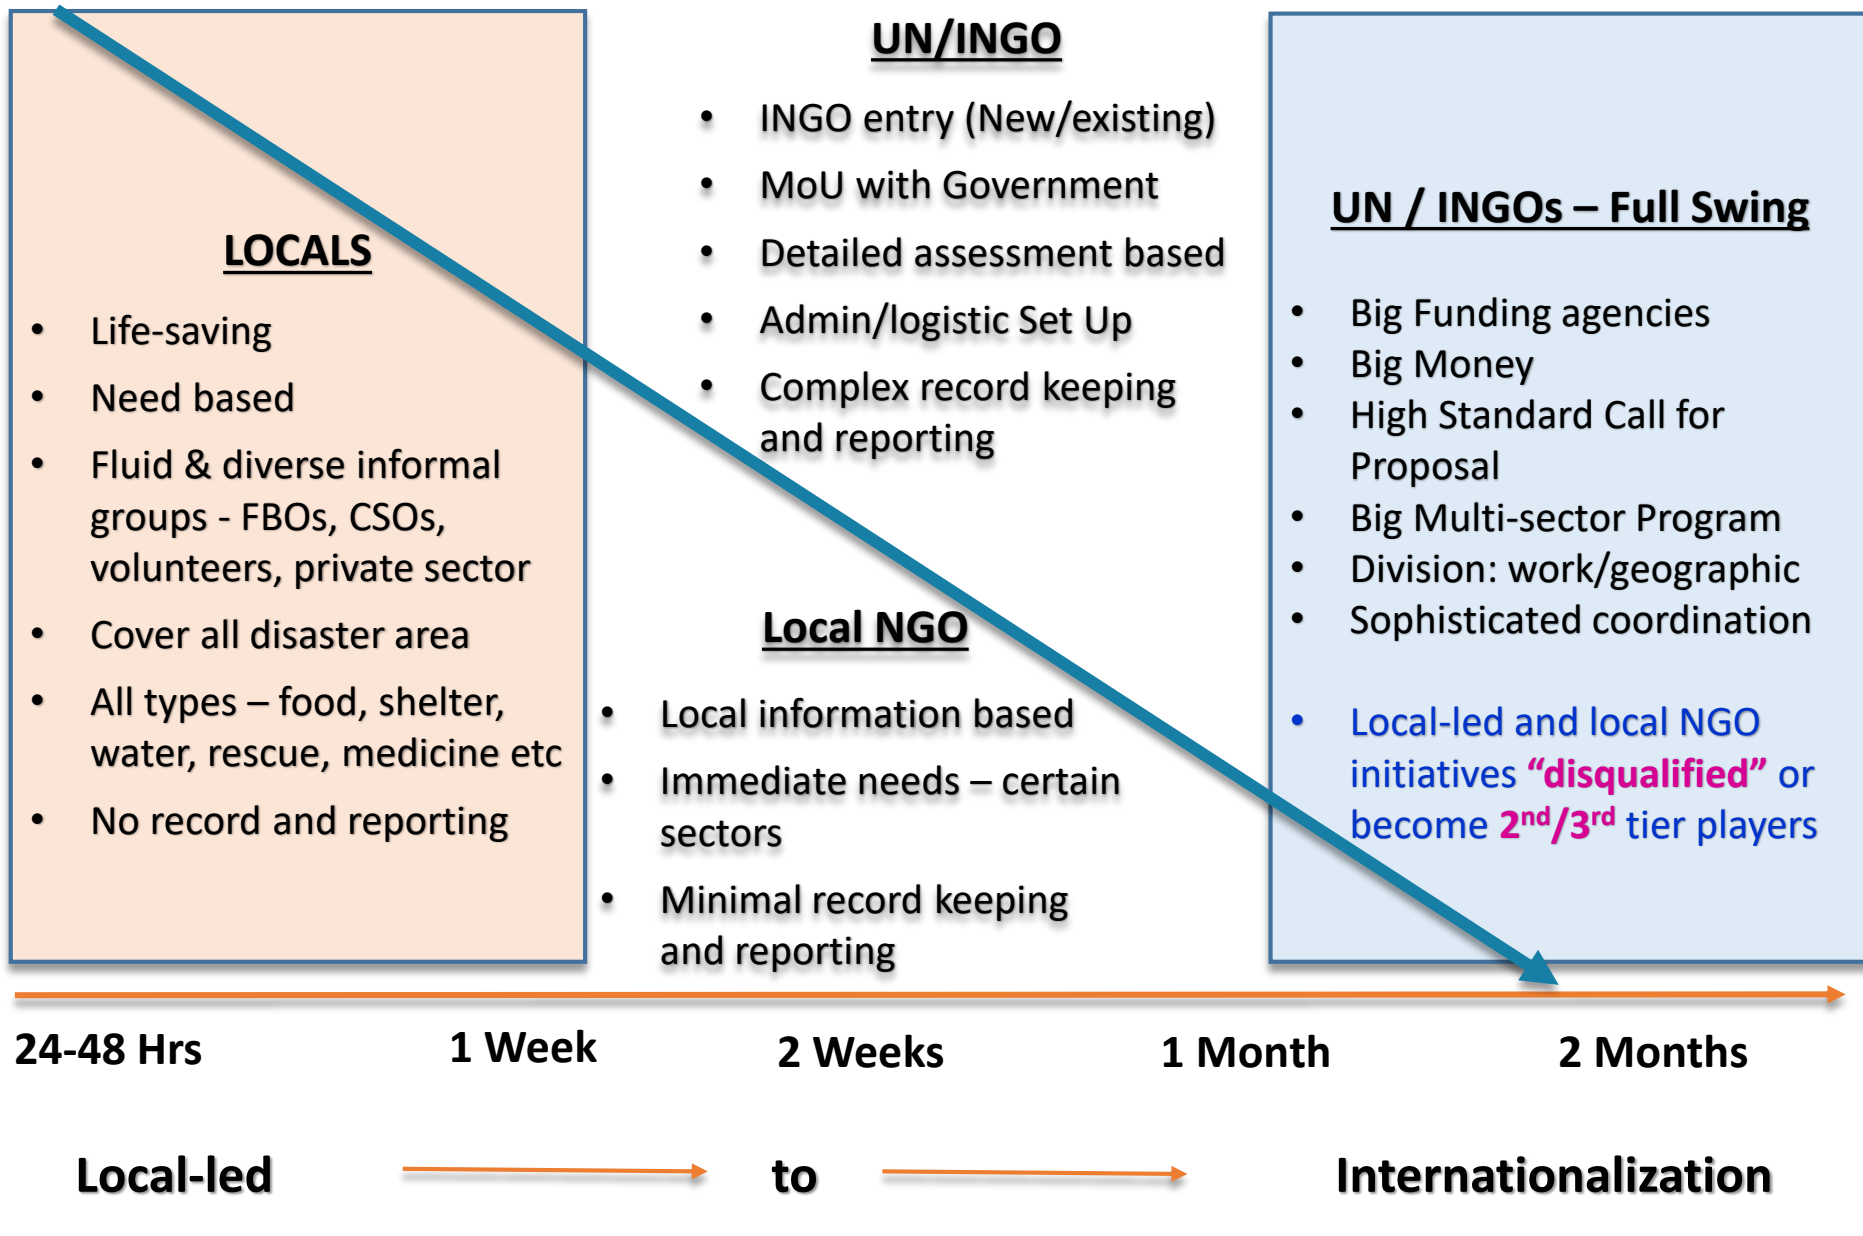 LOCALS
• Life-saving
• Need based
• Fluid & diverse informal
groups - FBOs, CSOs,
volunteers, private sector
• Cover all disaster area
• All types – food, shelter,
water, rescue, medicine etc
• No record and reporting
UN/INGO
• INGO entry (New/existing)
• MoU with Government
• Detailed assessment based
• Admin/logistic Set Up
• Complex record keeping
and reporting
Local NGO
• Local information based
• Immediate needs – certain
sectors
• Minimal record keeping
and reporting
UN / INGOs – Full Swing
• Big Funding agencies
• Big Money
• High Standard Call for
Proposal
• Big Multi-sector Program
• Division: work/geographic
• Sophisticated coordination
• Local-led and local NGO
initiatives “disqualified” or
become 2nd/3rd tier players
24-48 Hrs
1 Week
2 Weeks
1 Month
2 Months
Local-led
to
Internationalization